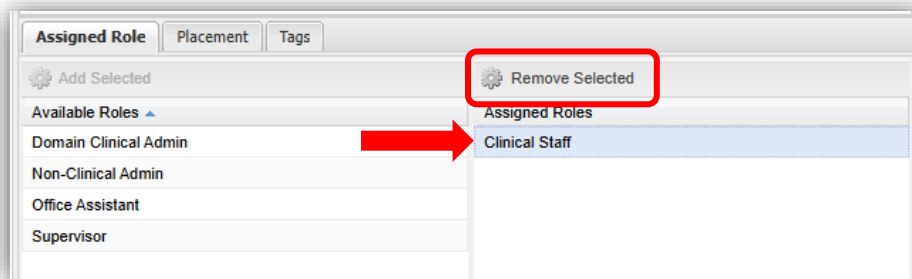 Assigned Role Placement Tags
Add Selected
Remove Selected
Available Roles
Assigned Roles
Domain Clinical Admin
Clinical Staff
Non-Clinical Admin
Office Assistant
Supervisor